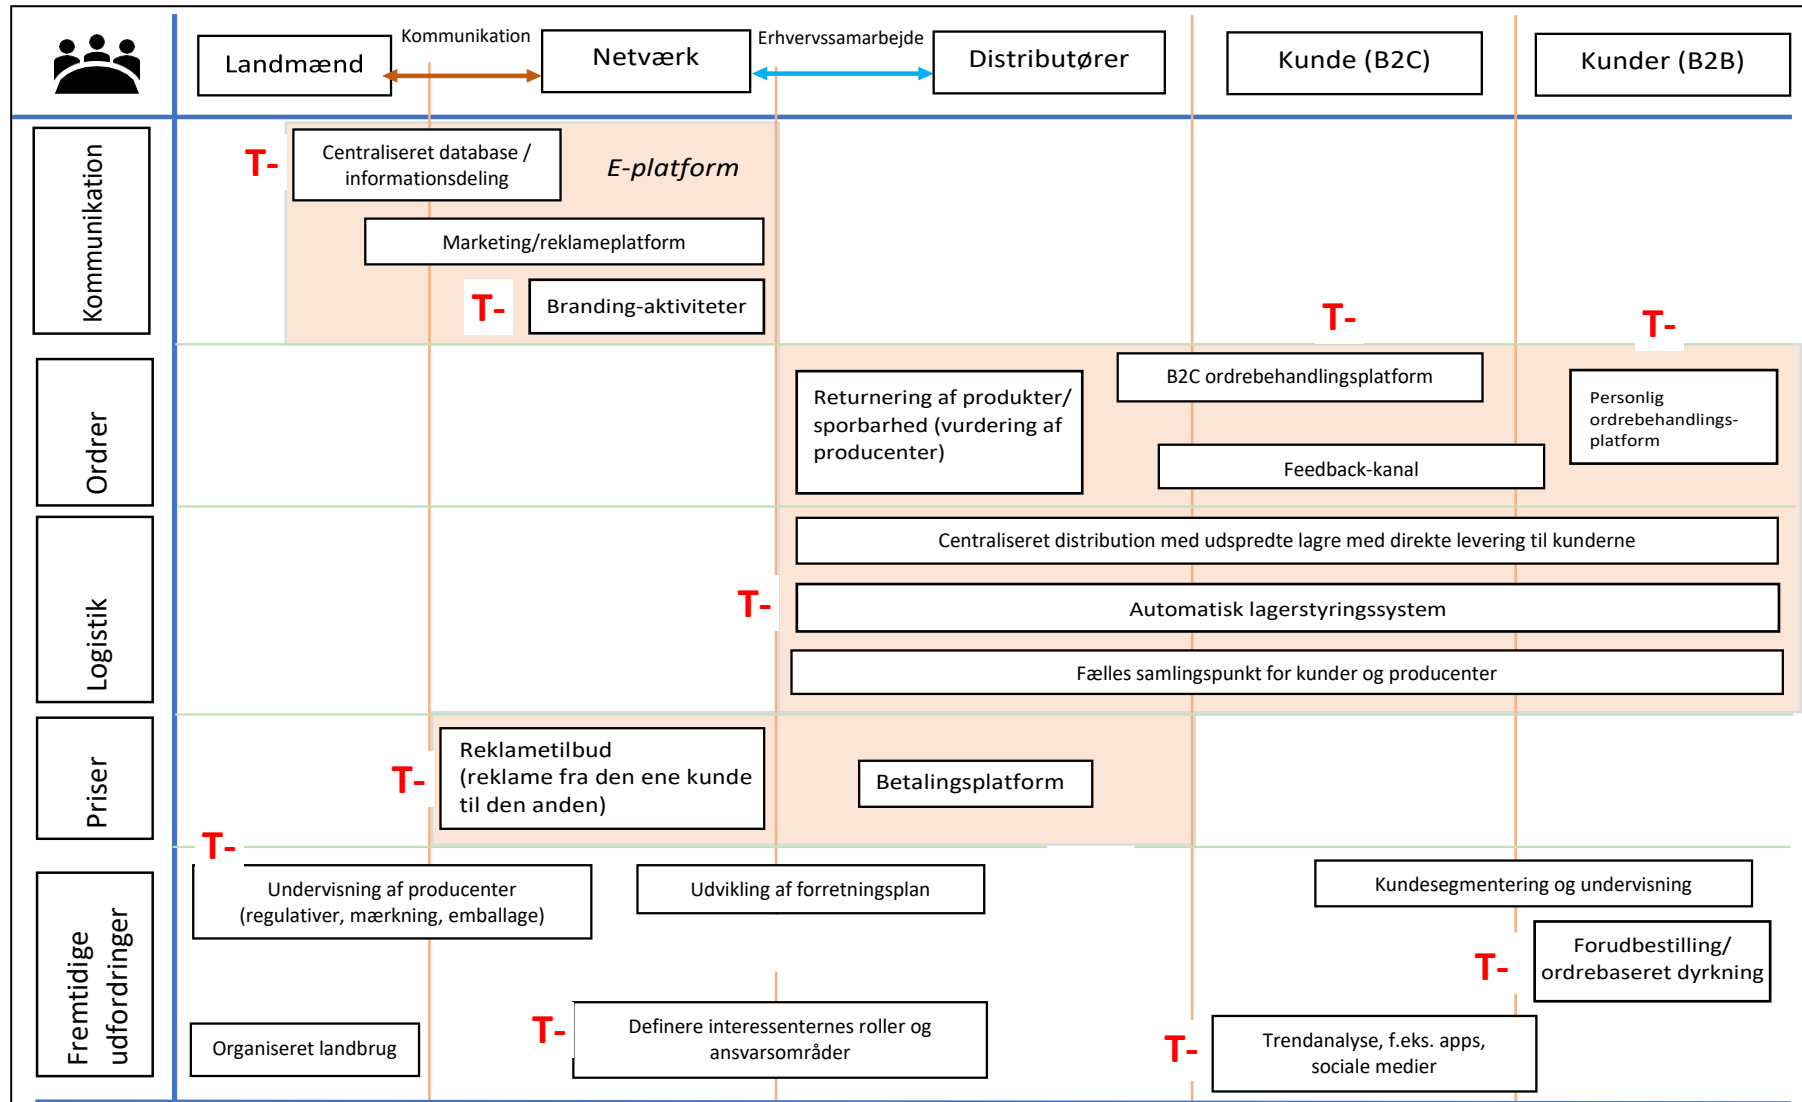 Landmænd
Kommunikation
Netværk
Erhvervssamarbejde
Distributører
Kunde (B2C)
Kunder (B2B)
Kommunikation
T-
Centraliseret database /
informationsdeling
E-platform
Marketing/reklameplatform
T-
Branding-aktiviteter
T-
T-
Ordrer
Returnering af produkter/
sporbarhed (vurdering af
producenter)
B2C ordrebehandlingsplatform
Feedback-kanal
Personlig
ordrebehandlings-
platform
Logistik
Centraliseret distribution med udspredte lagre med direkte levering til kunderne
T-
Automatisk lagerstyringssystem
Fælles samlingspunkt for kunder og producenter
Priser
T-
Reklametilbud
(reklame fra den ene kunde
til den anden)
Betalingsplatform
Fremtidige
udfordringer
T-
Undervisning af producenter
(regulativer, mærkning, emballage)
Udvikling af forretningsplan
Kundesegmentering og undervisning
T-
Forudbestilling/
ordrebaseret dyrkning
Organiseret landbrug
T-
Definere interessenternes roller og
ansvarsområder
T-
Trendanalyse, f.eks. apps,
sociale medier